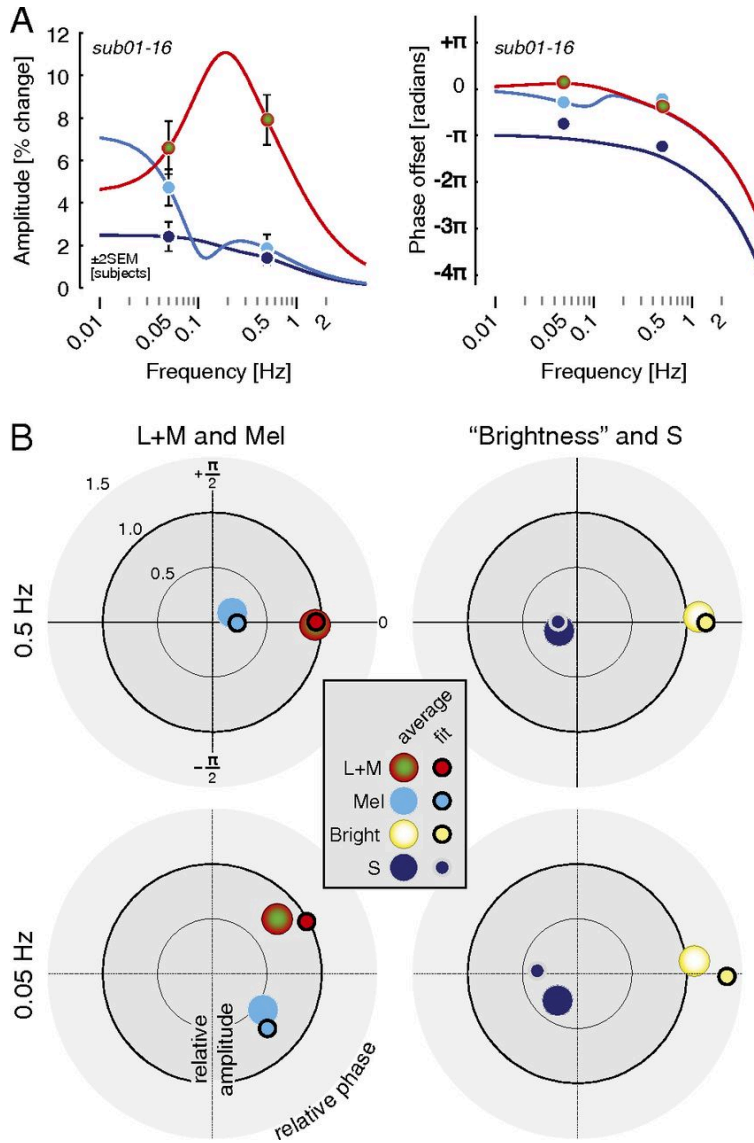 A
12
10
8
6
4
2
0
Amplitude [% change]
sub01-16
±2SEM
[subjects]
0.01
0.05
0.1
0.5
1
2
Frequency [Hz]
+π
0
-π
-2π
-3π
-4π
Phase offset [radians]
sub01-16
0.01
0.05
0.1
0.5
1
2
Frequency [Hz]
B
L+M and Mel
"Brightness" and S
0.5 Hz
1.5
1.0
0.5
+π/2
0
-π/2
average
fit
L+M
Mel
Bright
S
0.05 Hz
relative
amplitude
relative phase